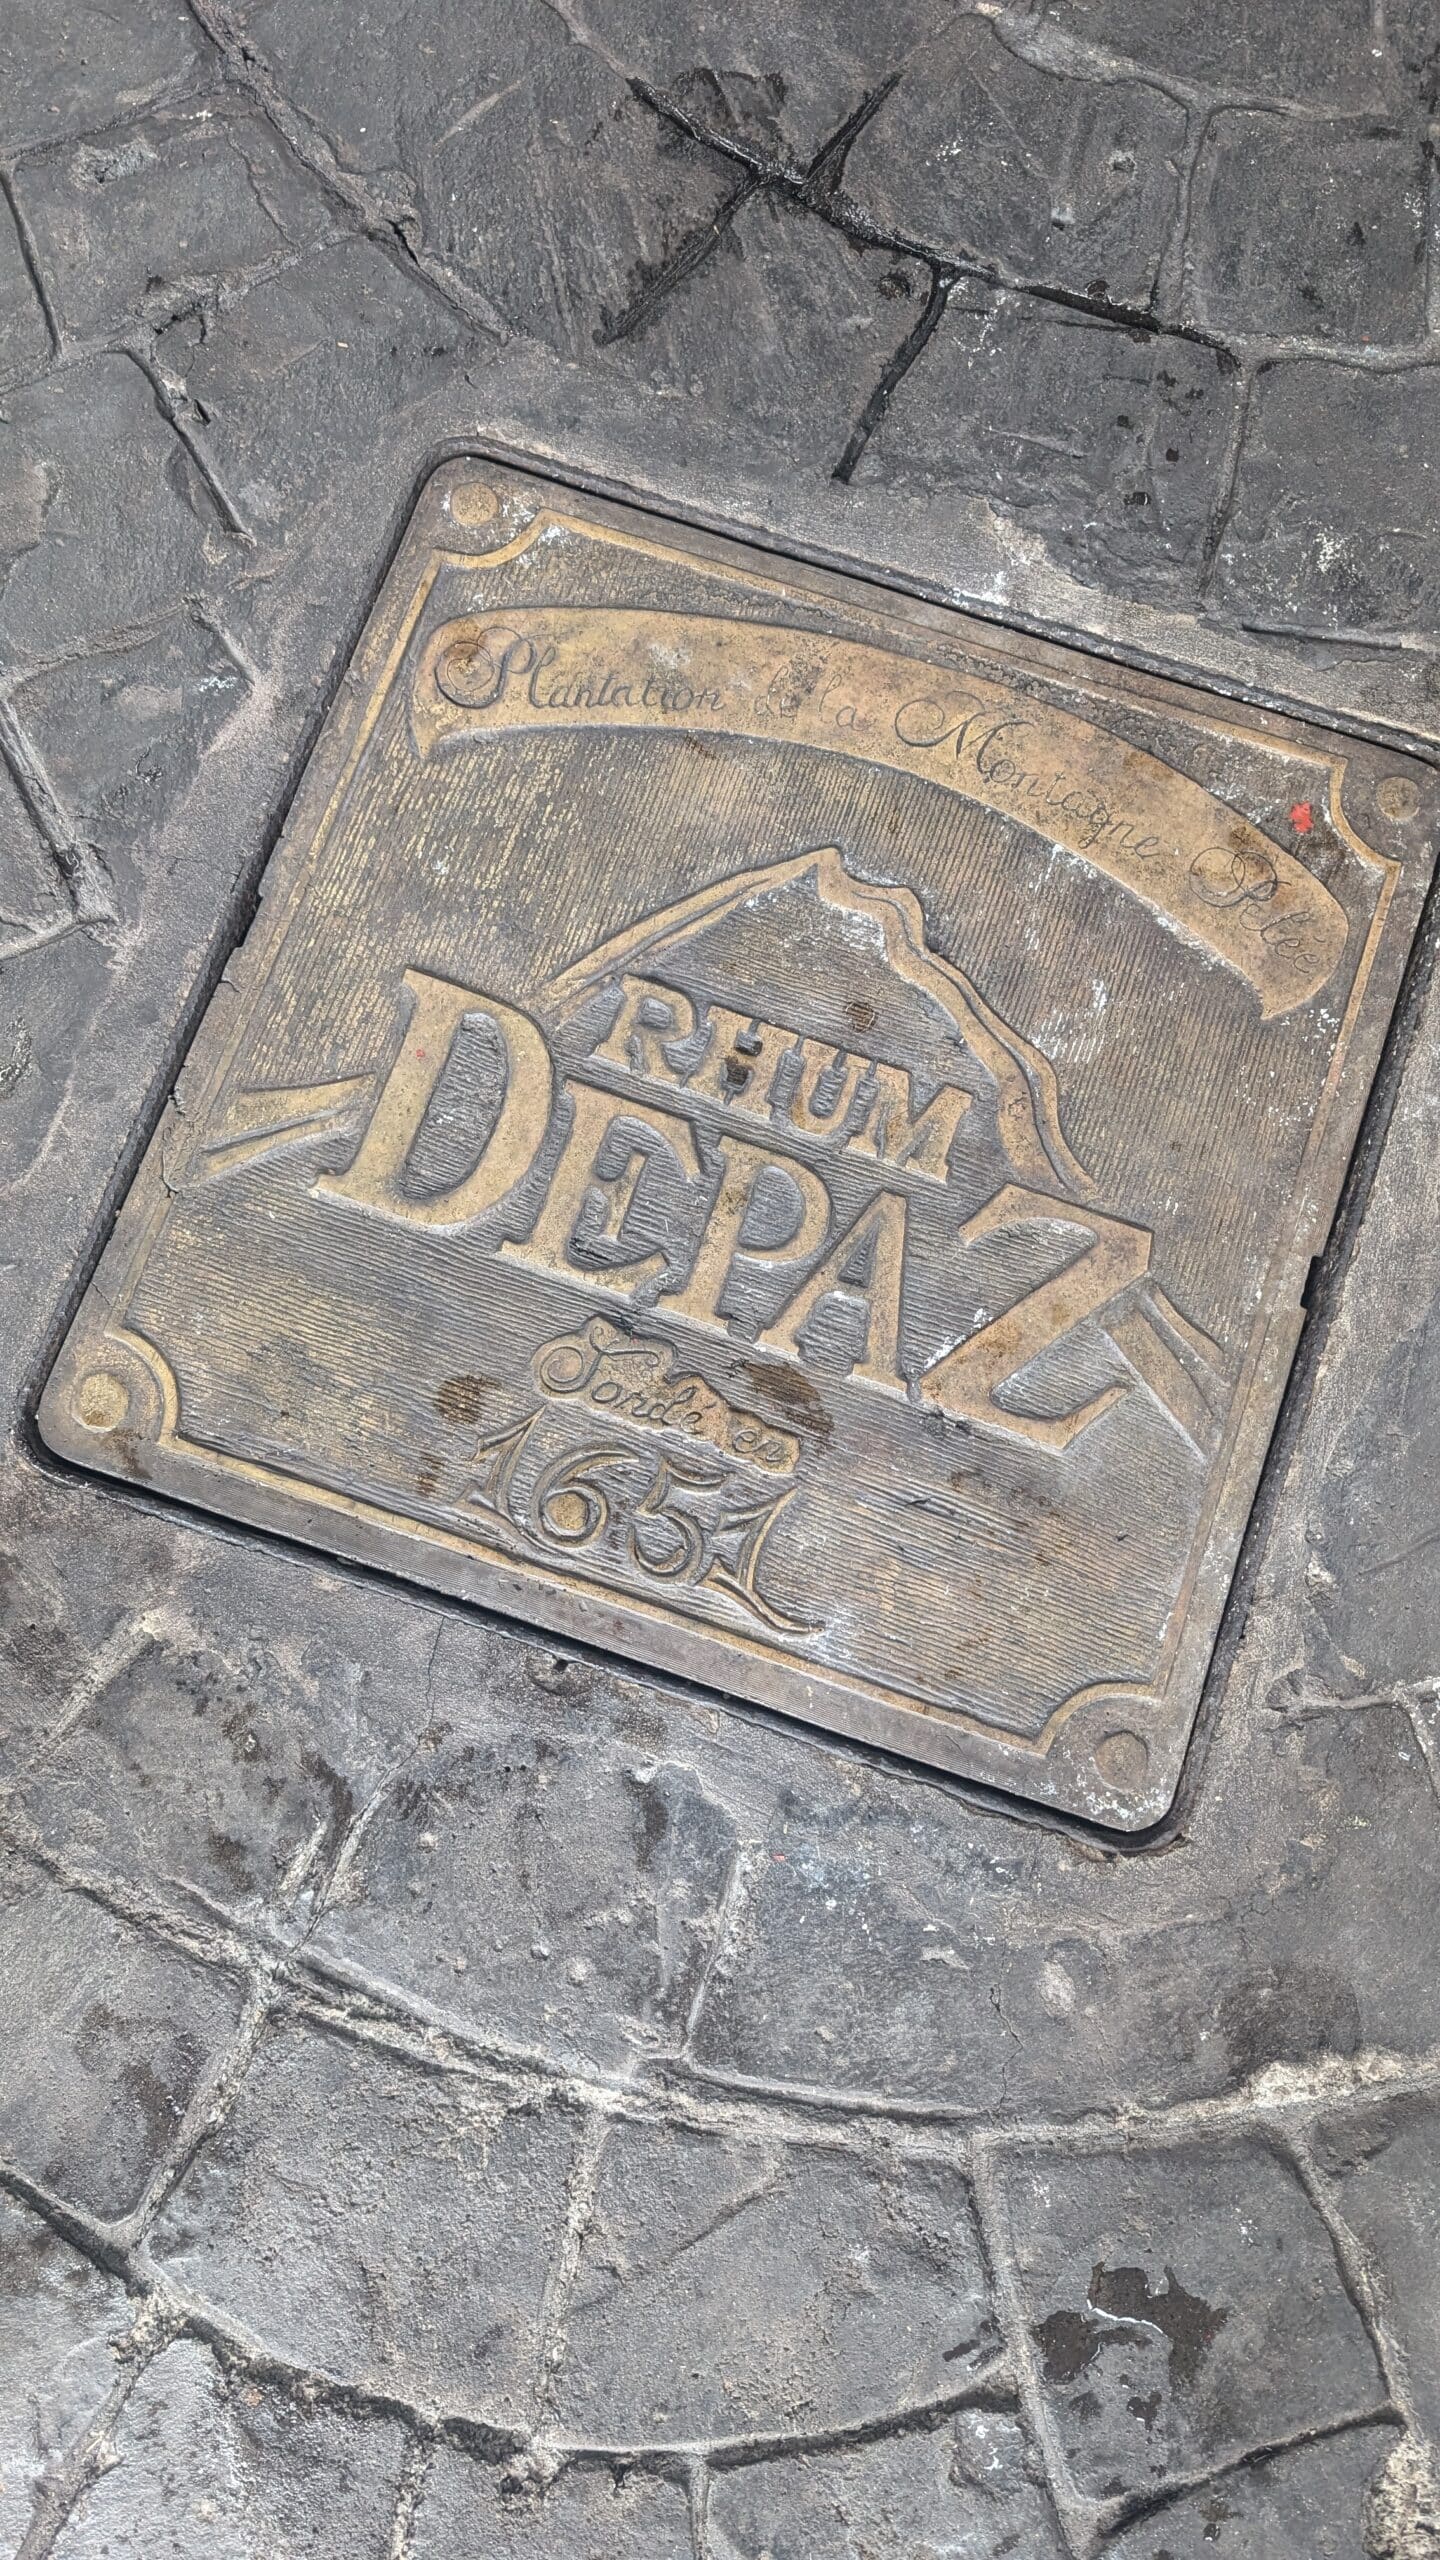 Plantation de la Montagne Pelée
RHUM
DEPAZ
Fondé en
1651